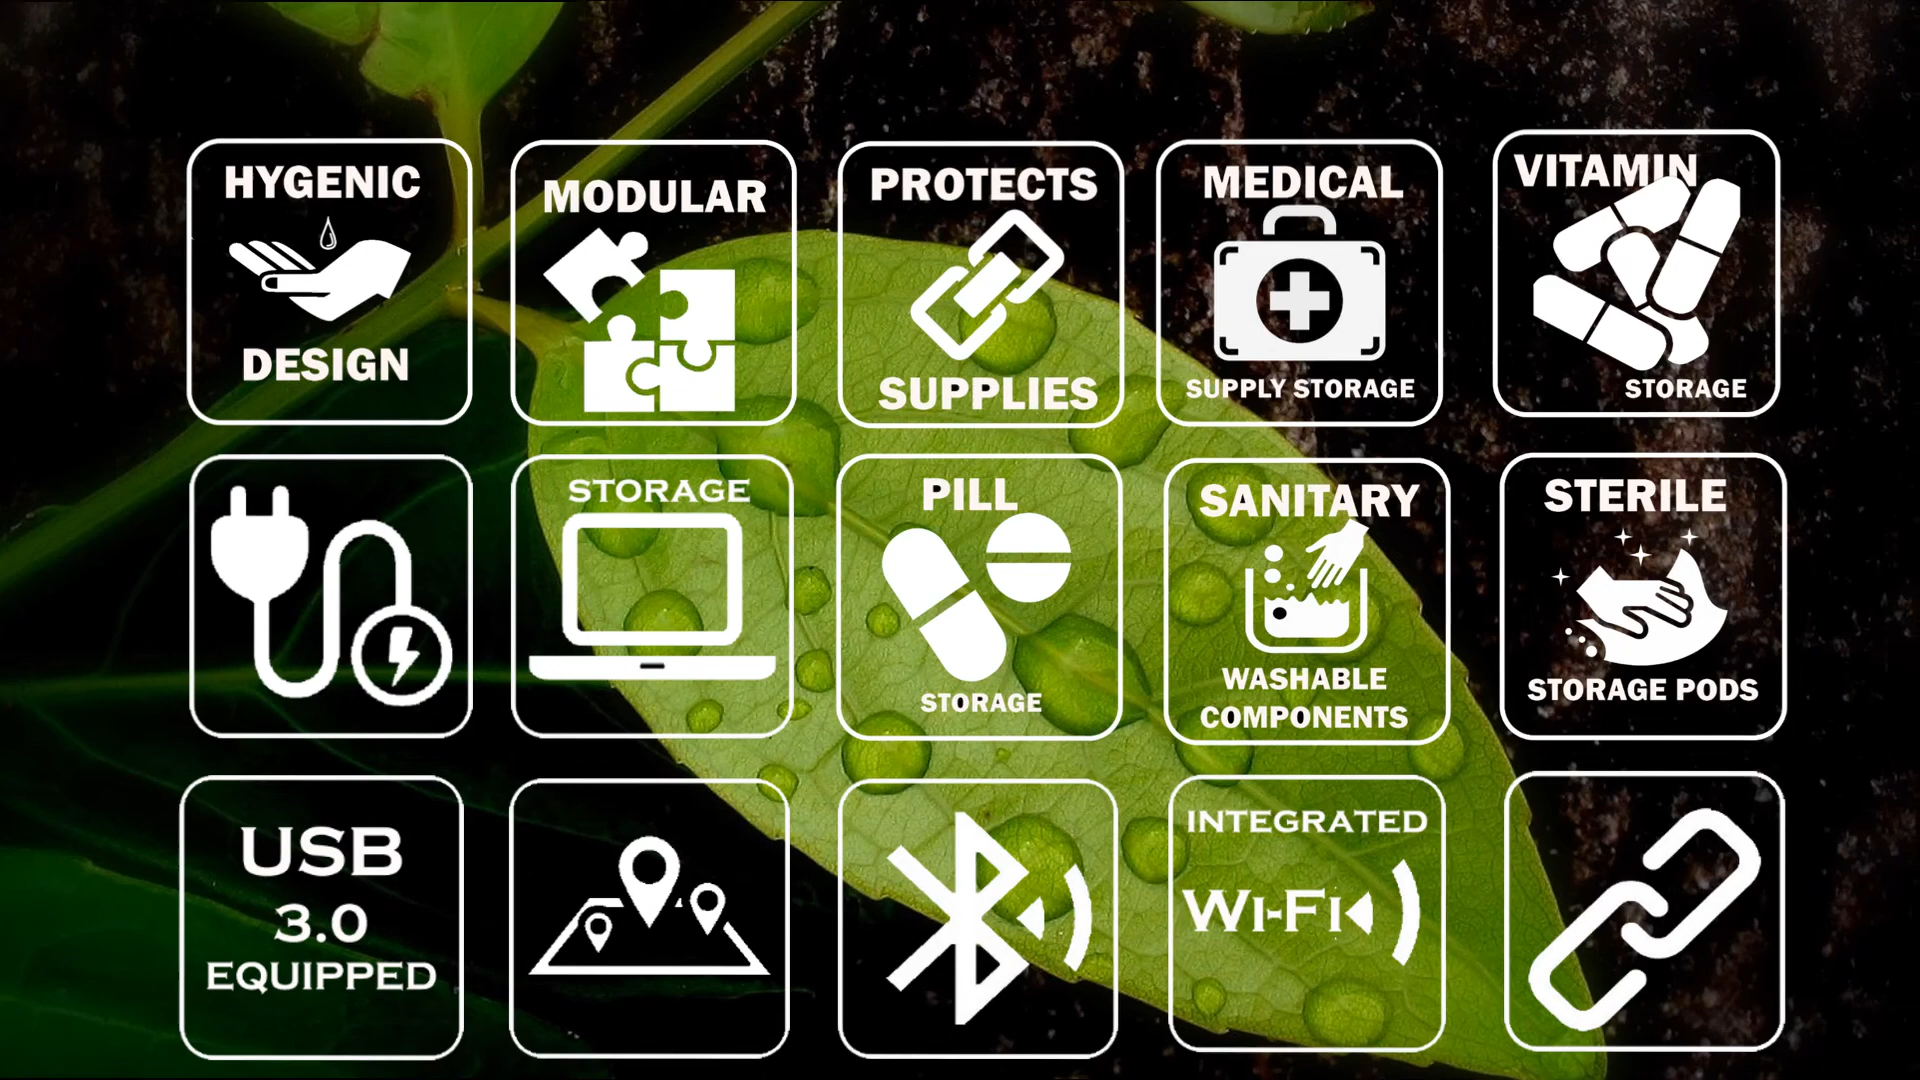 HYGENIC
DESIGN
MODULAR
PROTECTS
SUPPLIES
MEDICAL
SUPPLY STORAGE
VITAMIN
STORAGE
STORAGE
PILL
STORAGE
SANITARY
WASHABLE
COMPONENTS
STERILE
STORAGE PODS
USB
3.0
EQUIPPED
INTEGRATED
WI-FI